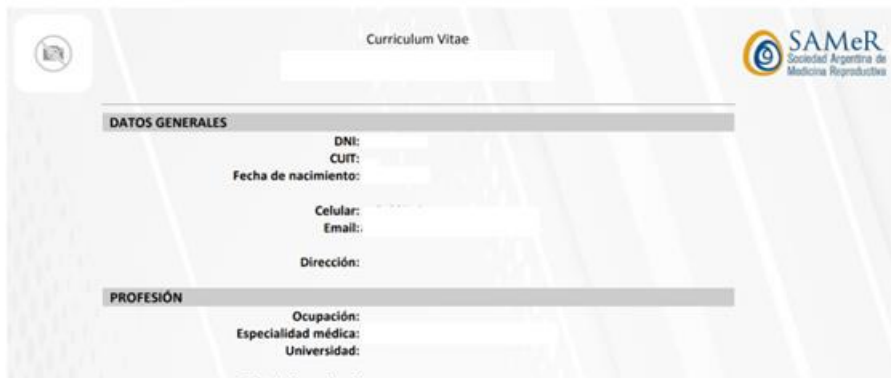 Curriculum Vitae
SAMeR
Sociedad Argentina de
Medicina Reproductiva
DATOS GENERALES
DNI:
CUIT:
Fecha de nacimiento:
Celular:
Email:
Dirección:
PROFESIÓN
Ocupación:
Especialidad médica:
Universidad: